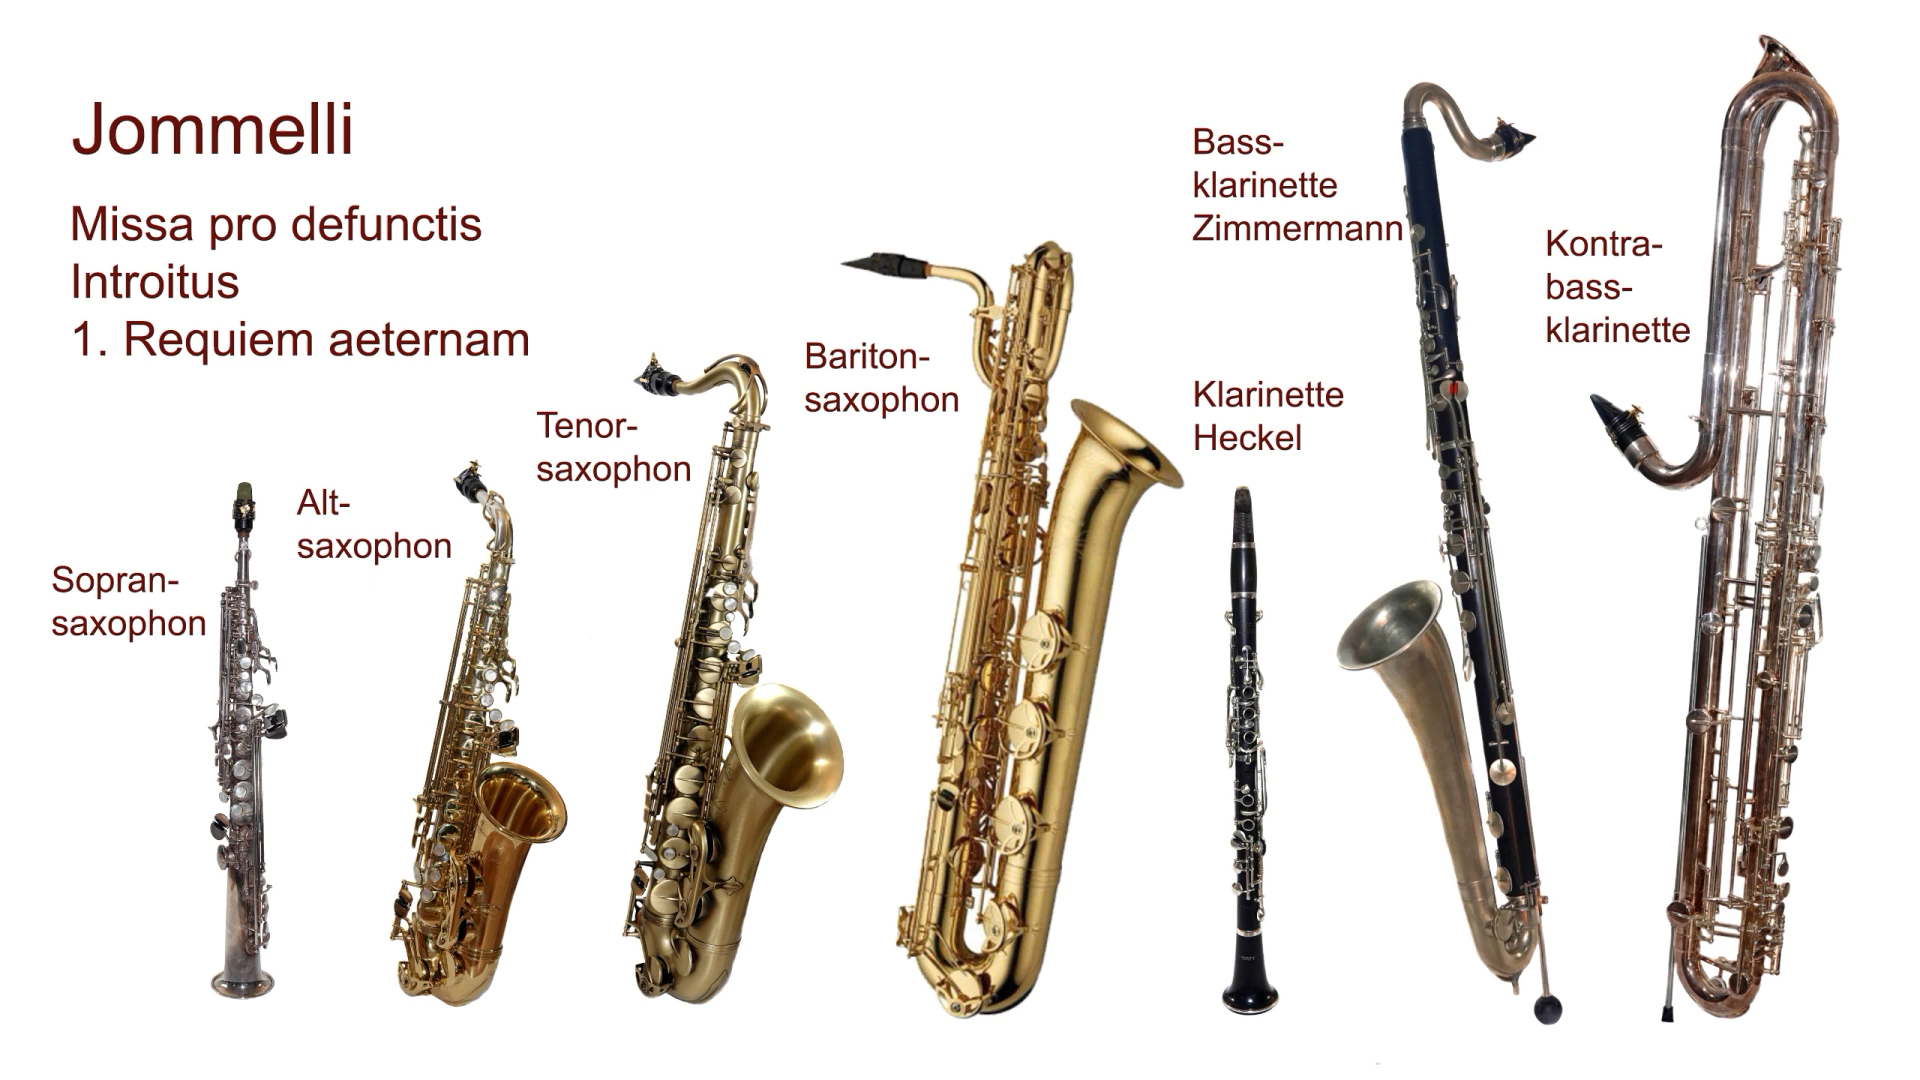 Jommelli
Missa pro defunctis
Introitus
1. Requiem aeternam
Sopran-
saxophon
Alt-
saxophon
Tenor-
saxophon
Bariton-
saxophon
Klarinette
Heckel
Bass-
klarinette
Zimmermann
Kontra-
bass-
klarinette